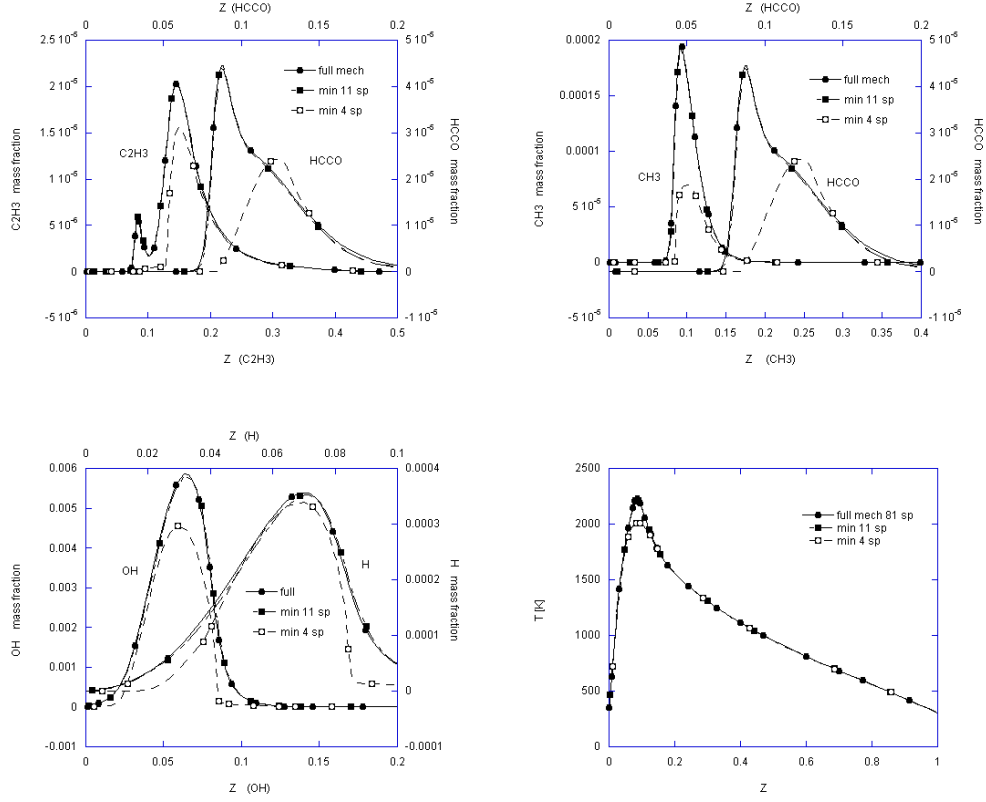 Z (HCCO)
0 0.05 0.1 0.15 0.2
2.5 10⁻⁵ 5 10⁻⁵
2 10⁻⁵ 4 10⁻⁵
1.5 10⁻⁵ 3 10⁻⁵
1 10⁻⁵ 2 10⁻⁵
5 10⁻⁶ 1 10⁻⁵
0 0
-5 10⁻⁶ -1 10⁻⁵
C2H3 mass fraction
HCCO mass fraction
full mech
min 11 sp
min 4 sp
C2H3
HCCO
0 0.1 0.2 0.3 0.4 0.5
Z (C2H3)
Z (HCCO)
0 0.05 0.1 0.15 0.2
0.0002 5 10⁻⁵
0.00015 4 10⁻⁵
0.0001 3 10⁻⁵
5 10⁻⁵ 2 10⁻⁵
0 1 10⁻⁵
-5 10⁻⁵ 0
-1 10⁻⁵
CH3 mass fraction
HCCO mass fraction
full mech
min 11 sp
min 4 sp
CH3
HCCO
0 0.05 0.1 0.15 0.2 0.25 0.3 0.35 0.4
Z (CH3)
Z (H)
0 0.02 0.04 0.06 0.08 0.1
0.006 0.0004
0.005 0.0003
0.004 0.0002
0.003 0.0001
0.002 0
0.001 -0.0001
0
-0.001
OH mass fraction
H mass fraction
OH
H
full
min 11 sp
min 4 sp
0 0.05 0.1 0.15 0.2
Z (OH)
2500
2000
1500
1000
500
0
T [K]
full mech 81 sp
min 11 sp
min 4 sp
0 0.2 0.4 0.6 0.8 1
Z